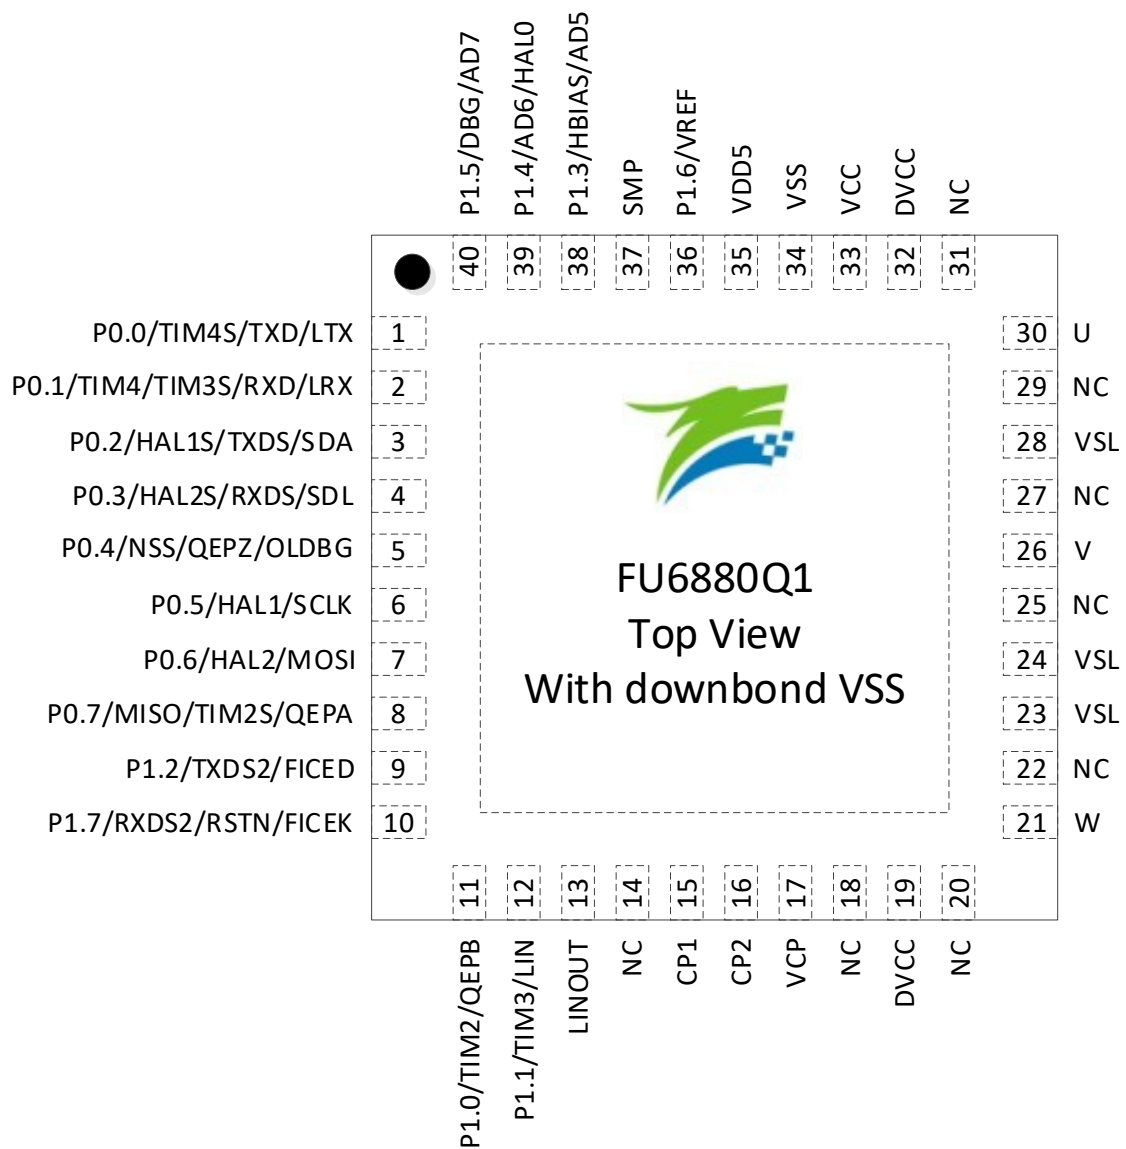 P1.5/DBG/AD7
P1.4/AD6/HAL0
P1.3/HBIAS/AD5
SMP
P1.6/VREF
VDD5
VSS
VCC
DVCC
NC
40
39
38
37
36
35
34
33
32
31
P0.0/TIM4S/TXD/LTX 1
P0.1/TIM4/TIM3S/RXD/LRX 2
P0.2/HAL1S/TXDS/SDA 3
P0.3/HAL2S/RXDS/SDL 4
P0.4/NSS/QEPZ/OLDBG 5
P0.5/HAL1/SCLK 6
P0.6/HAL2/MOSI 7
P0.7/MISO/TIM2S/QEPA 8
P1.2/TXDS2/FICED 9
P1.7/RXDS2/RSTN/FICEK 10
FU6880Q1
Top View
With downbond VSS
30 U
29 NC
28 VSL
27 NC
26 V
25 NC
24 VSL
23 VSL
22 NC
21 W
11
12
13
14
15
16
17
18
19
20
P1.0/TIM2/QEPB
P1.1/TIM3/LIN
LINOUT
NC
CP1
CP2
VCP
NC
DVCC
NC